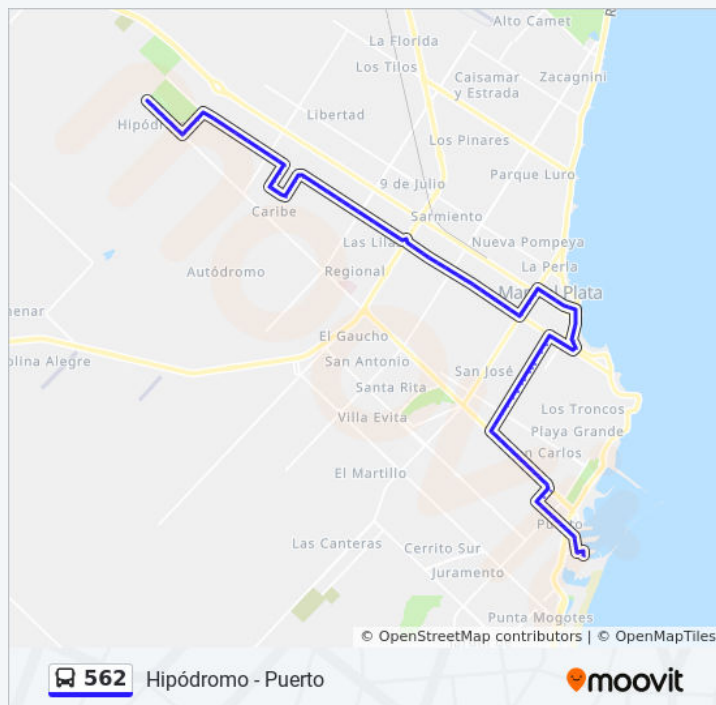 Alto Camet
R
La Florida
Los Tilos
Caisamar
y Estrada
Zacagnini
Libertad
Hipódr
Los Pinares
9 de Julio
Parque Luro
Caribe
Sarmiento
Las Lila
Nueva Pompeya
Autódromo
Regional
La Perla
Mar del Plata
menar
El Gaucho
olina Alegre
San Antonio
San José
Santa Rita
Los Troncos
Villa Evita
Playa Grande
n Carlos
El Martillo
Puerto
Las Canteras
Cerrito Sur
Juramento
Punta Mogotes
© OpenStreetMap contributors | © OpenMapTiles
562 Hipódromo - Puerto
moovit